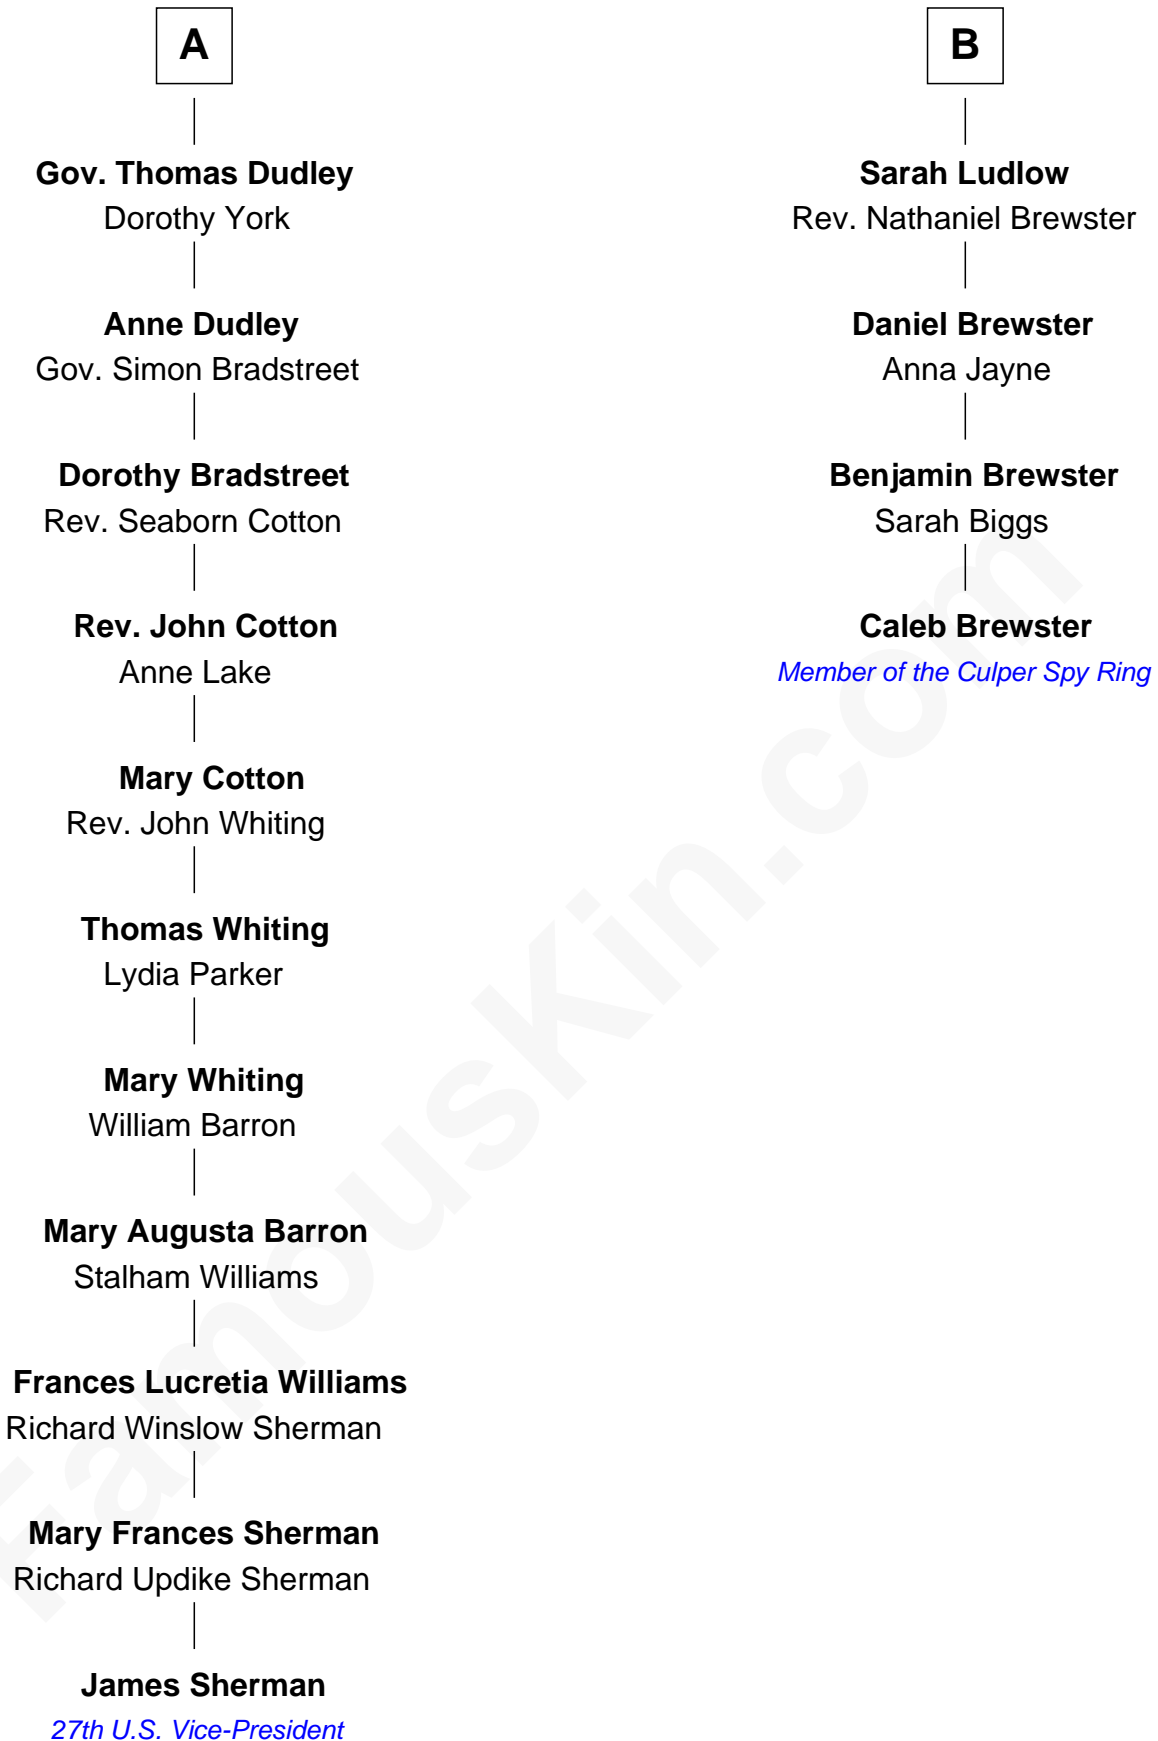 A
Gov. Thomas Dudley
Dorothy York
Anne Dudley
Gov. Simon Bradstreet
Dorothy Bradstreet
Rev. Seaborn Cotton
Rev. John Cotton
Anne Lake
Mary Cotton
Rev. John Whiting
Thomas Whiting
Lydia Parker
Mary Whiting
William Barron
Mary Augusta Barron
Stalham Williams
Frances Lucretia Williams
Richard Winslow Sherman
Mary Frances Sherman
Richard Updike Sherman
James Sherman
27th U.S. Vice-President
B
Sarah Ludlow
Rev. Nathaniel Brewster
Daniel Brewster
Anna Jayne
Benjamin Brewster
Sarah Biggs
Caleb Brewster
Member of the Culper Spy Ring
FamousKin.com